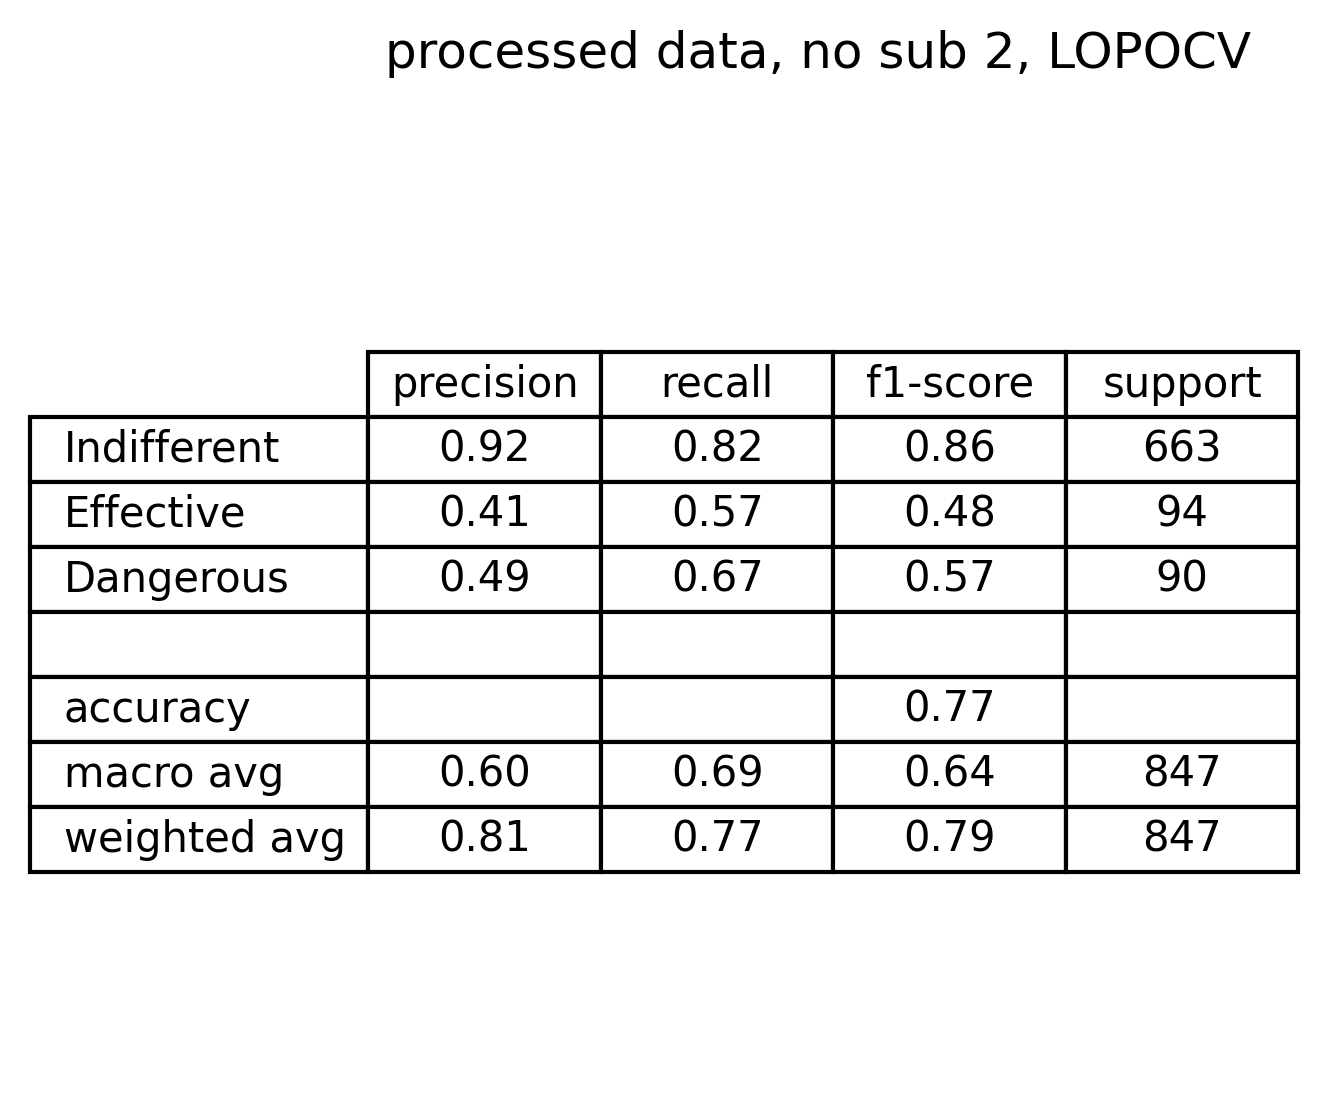 processed data, no sub 2, LOPOCV
precision recall f1-score support
Indifferent 0.92 0.82 0.86 663
Effective 0.41 0.57 0.48 94
Dangerous 0.49 0.67 0.57 90
accuracy 0.77
macro avg 0.60 0.69 0.64 847
weighted avg 0.81 0.77 0.79 847